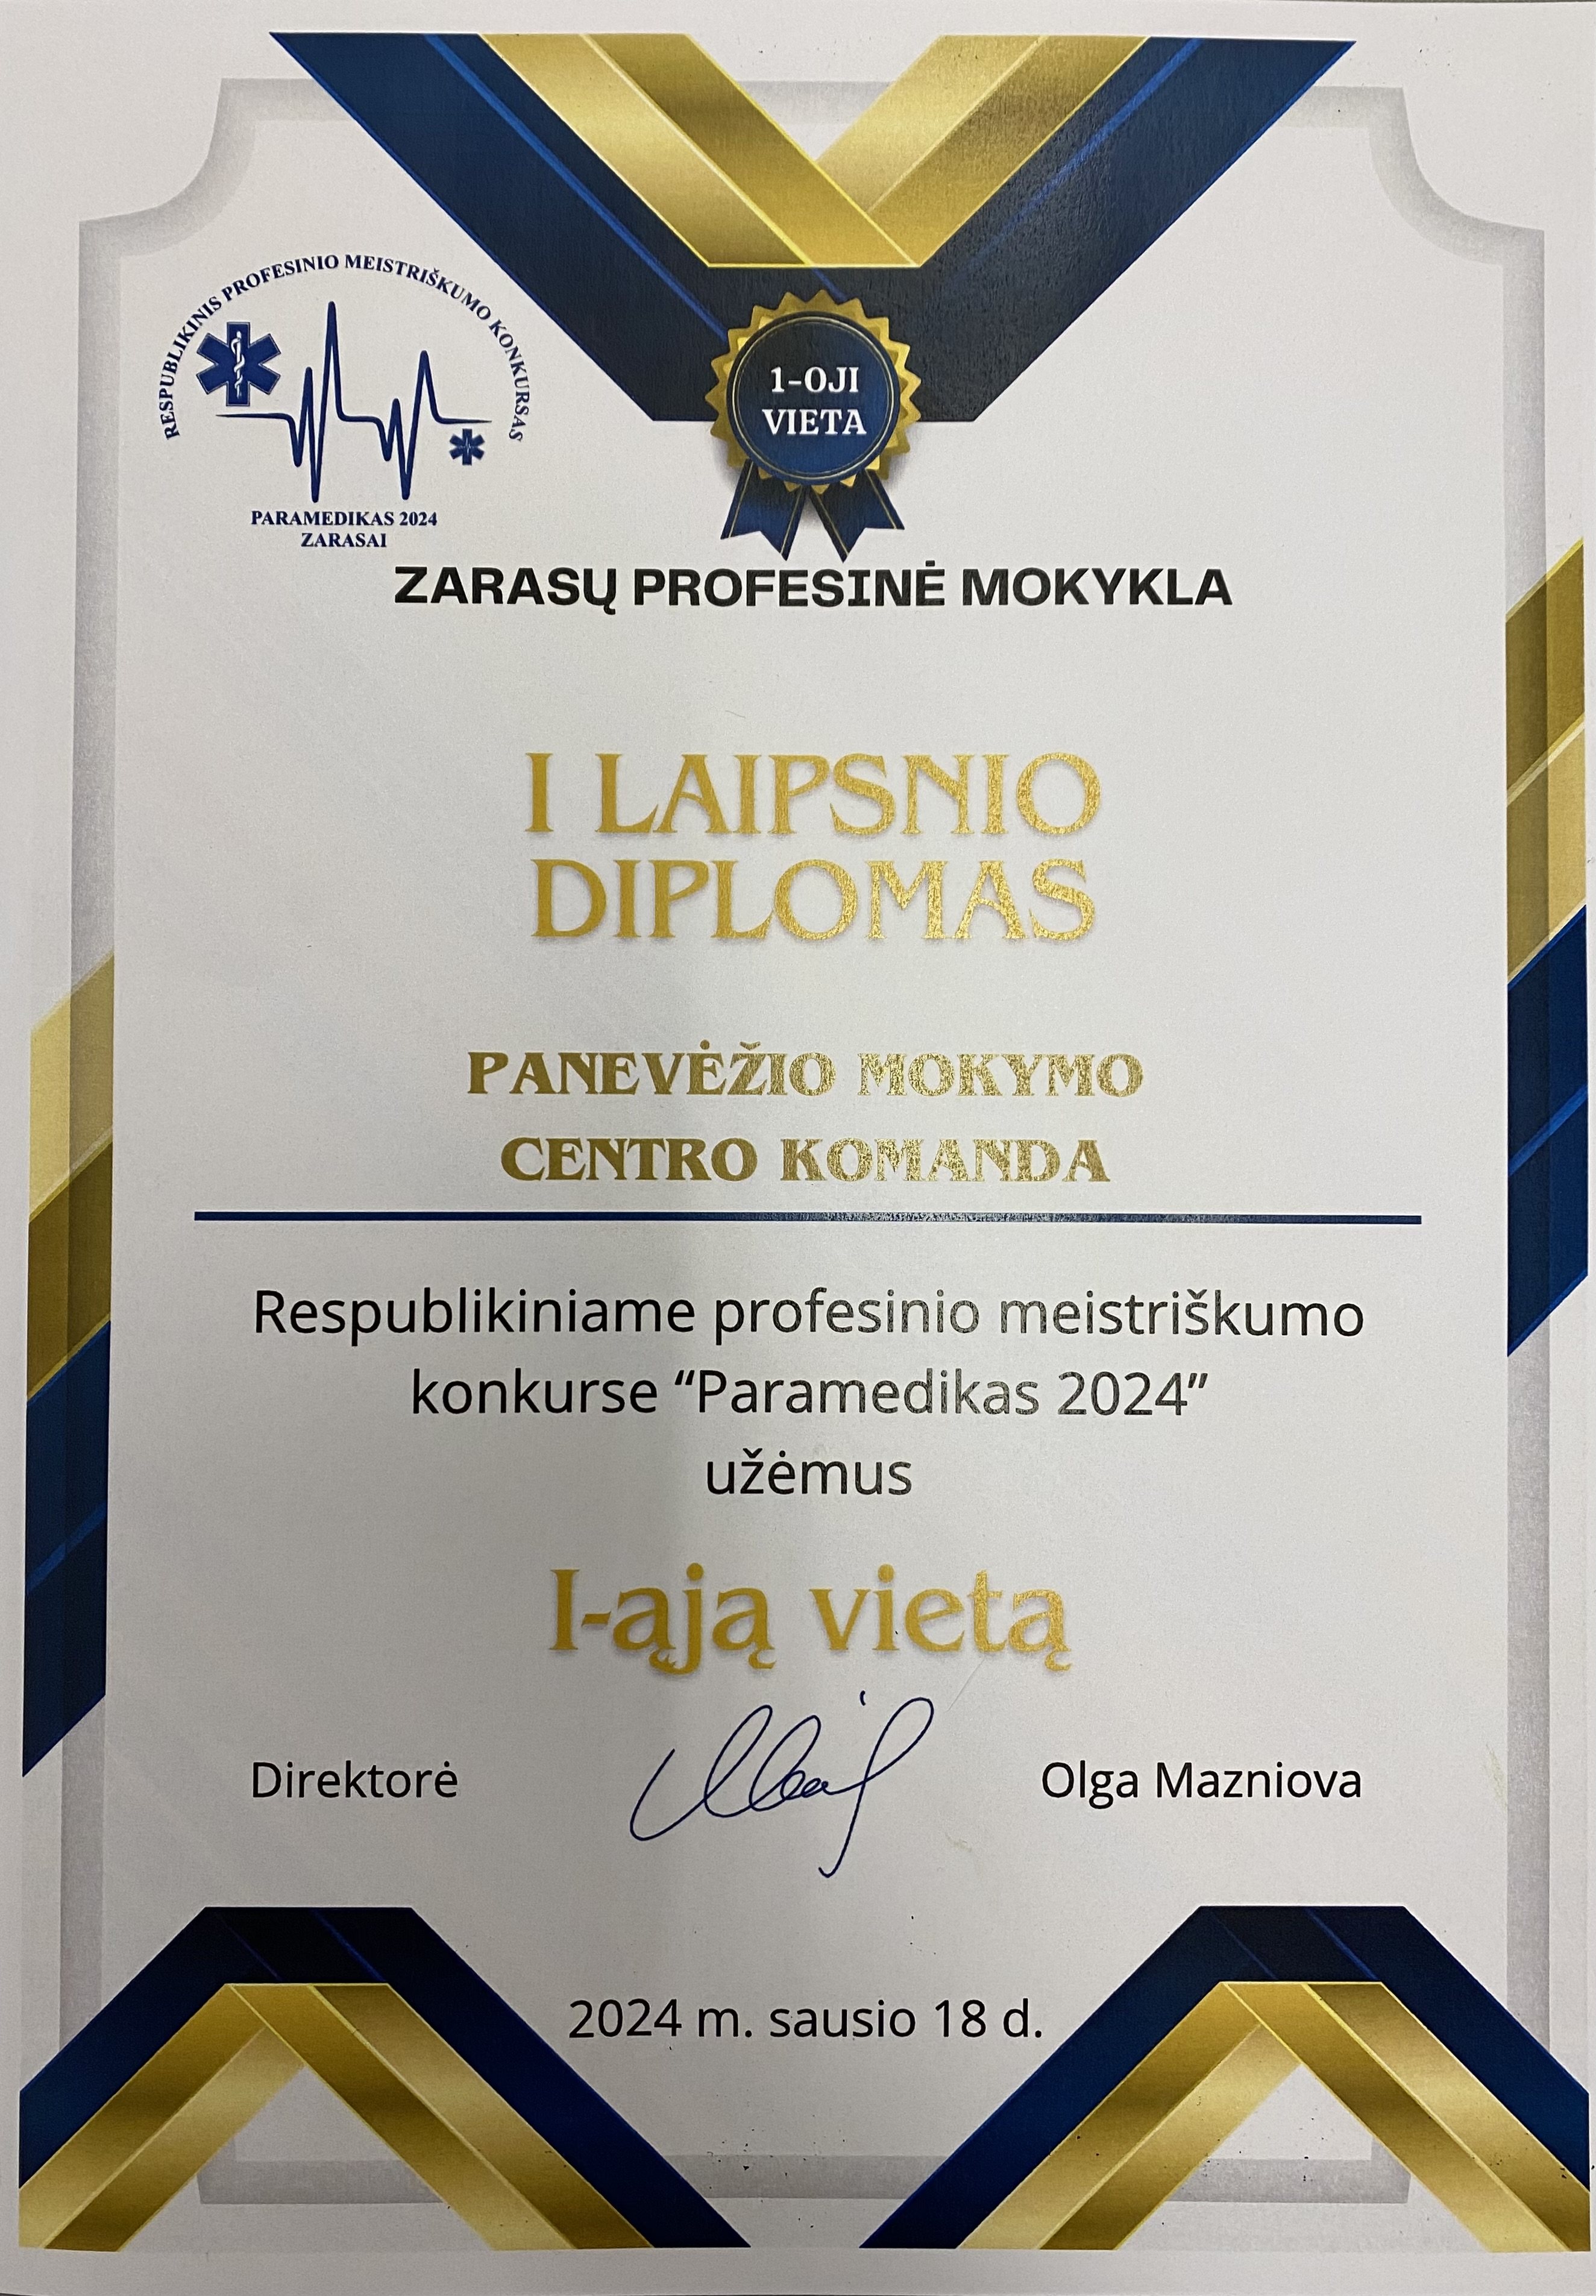 RESPUBLIKINIS PROFESINIO MEISTRIŠKUMO KONKURSAS
PARAMEDIKAS 2024
ZARASAI
1-OJI
VIETA
ZARASŲ PROFESINĖ MOKYKLA
I LAIPSNIO
DIPLOMAS
PANEVĖŽIO MOKYMO
CENTRO KOMANDA
Respublikiniame profesinio meistriškumo
konkurse “Paramedikas 2024”
užėmus
I-ąją vietą
Direktorė Olga Mazniova
2024 m. sausio 18 d.